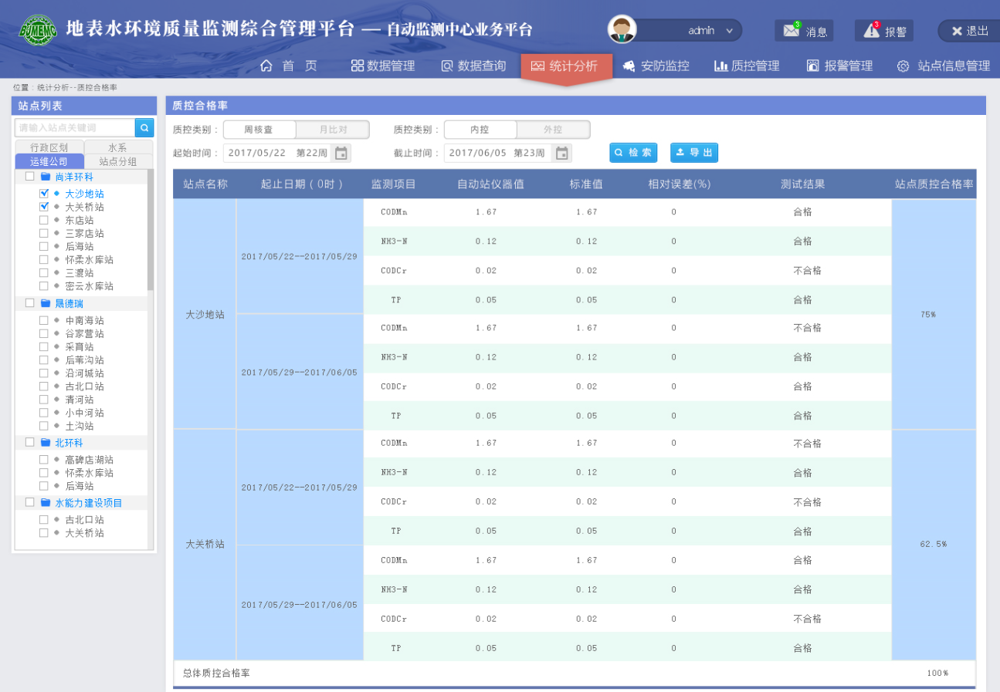 BJMEMC 地表水环境质量监测综合管理平台 — 自动监测中心业务平台 admin 3 消息 3 报警 退出
首 页 数据管理 数据查询 统计分析 安防监控 质控管理 报警管理 站点信息管理
位置：统计分析--质控合格率
站点列表
请输入站点关键词
行政区划 水系
运维公司 站点分组
尚洋环科
大沙地站
大关桥站
东店站
三家店站
后海站
怀柔水库站
三渡站
密云水库站
晟德瑞
中南海站
谷家营站
采育站
后苇沟站
沿河城站
古北口站
清河站
小中河站
土沟站
北环科
高碑店湖站
怀柔水库站
后海站
水能力建设项目
古北口站
大关桥站
质控合格率
质控类别： 周核查 月比对 质控类别： 内控 外控
起始时间： 2017/05/22 第22周 截止时间： 2017/06/05 第23周 检 索 导 出
站点名称 起止日期（0时） 监测项目 自动站仪器值 标准值 相对误差(%) 测试结果 站点质控合格率
大沙地站 75%
2017/05/22--2017/05/29
CODMn 1.67 1.67 0 合格
NH3-N 0.12 0.12 0 合格
CODCr 0.02 0.02 0 不合格
TP 0.05 0.05 0 合格
2017/05/29--2017/06/05
CODMn 1.67 1.67 0 不合格
NH3-N 0.12 0.12 0 合格
CODCr 0.02 0.02 0 合格
TP 0.05 0.05 0 合格
大关桥站 62.5%
2017/05/22--2017/05/29
CODMn 1.67 1.67 0 不合格
NH3-N 0.12 0.12 0 合格
CODCr 0.02 0.02 0 不合格
TP 0.05 0.05 0 合格
2017/05/29--2017/06/05
CODMn 1.67 1.67 0 合格
NH3-N 0.12 0.12 0 合格
CODCr 0.02 0.02 0 不合格
TP 0.05 0.05 0 合格
总体质控合格率 100%